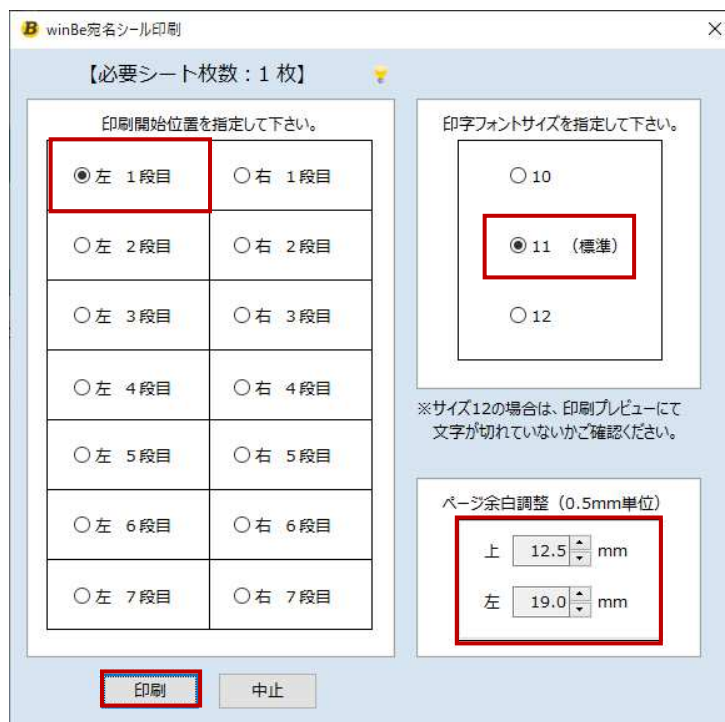 B winBe宛名シール印刷
【必要シート枚数：1 枚】
印刷開始位置を指定して下さい。
左 1段目 右 1段目
左 2段目 右 2段目
左 3段目 右 3段目
左 4段目 右 4段目
左 5段目 右 5段目
左 6段目 右 6段目
左 7段目 右 7段目
印字フォントサイズを指定して下さい。
10
11 （標準）
12
※サイズ12の場合は、印刷プレビューにて
文字が切れていないかご確認ください。
ページ余白調整（0.5mm単位）
上 12.5 mm
左 19.0 mm
印刷 中止